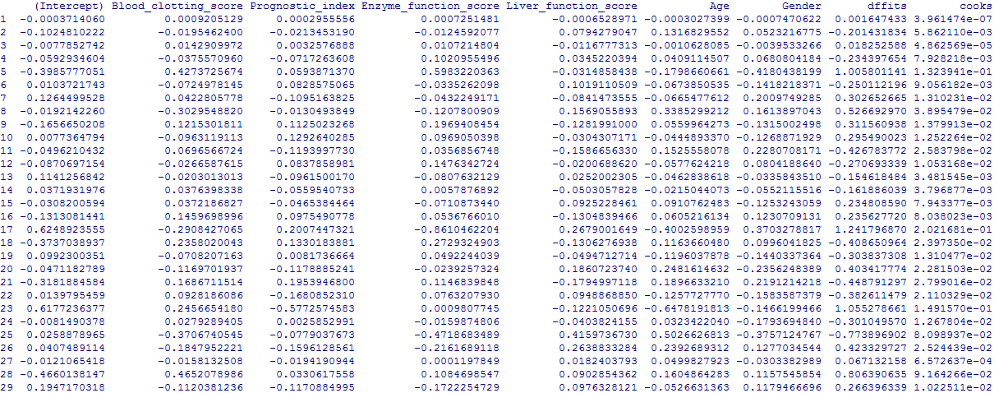 (Intercept) Blood_clotting_score Prognostic_index Enzyme_function_score Liver_function_score Age Gender dffits cooks
1 -0.0003714060 0.0009205129 0.0002955556 0.0007251481 -0.0006528971 -0.0003027399 -0.0007470622 0.001647433 3.961474e-07
2 -0.1024810222 -0.0195462400 -0.0213453190 -0.0124592077 0.0794279047 0.1316829552 0.0523216775 -0.201431834 5.862110e-03
3 -0.0077852742 0.0142909972 0.0032576888 0.0107214804 -0.0116777313 -0.0010628085 -0.0039533266 0.018252588 4.862569e-05
4 -0.0592934604 -0.0375570960 -0.0717263608 0.1020955496 0.0345220394 0.0409114507 0.0680804184 -0.234397654 7.928218e-03
5 -0.3985777051 0.4273725674 0.0593871370 0.5983220363 -0.0314858438 -0.1798660661 -0.4180438199 1.005801141 1.323941e-01
6 0.0103721743 -0.0724978145 0.0828575065 -0.0335262098 0.1019110509 -0.0673850535 -0.1418218371 -0.250112196 9.056182e-03
7 0.1264499528 0.0422805778 -0.1095163825 -0.0432249171 -0.0841473555 -0.0665477612 0.2009749285 0.302652665 1.310231e-02
8 -0.0192142260 -0.3029548820 -0.0130493849 -0.1207800909 0.1569055893 0.3385299212 0.1613897043 0.526692970 3.895479e-02
9 -0.1656650208 0.1215301811 0.1125023268 0.1969408454 -0.1281991000 0.0559964273 -0.1315002498 0.311560938 1.379913e-02
10 0.0077364794 -0.0963119113 0.1292640285 0.0969050398 -0.0304307171 -0.0444893370 -0.1268871929 0.295490023 1.252264e-02
11 -0.0496210432 0.0696566724 -0.1193997730 0.0356856748 -0.1586656330 0.1525558078 0.2280708171 -0.426783772 2.583798e-02
12 -0.0870697154 -0.0266587615 0.0837858981 0.1476342724 -0.0200688620 -0.0577624218 0.0804188640 -0.270693339 1.053168e-02
13 0.1141256842 -0.0203013013 -0.0961500170 -0.0807632129 0.0252002305 -0.0462838618 -0.0335843510 -0.154618484 3.481545e-03
14 0.0371931976 0.0376398338 -0.0559540733 0.0057876892 -0.0503057828 -0.0215044073 -0.0552115516 -0.161886039 3.796877e-03
15 -0.0308200594 0.0372186827 -0.0465384464 -0.0710873440 0.0925228461 0.0910762483 -0.1253243059 0.234808590 7.943377e-03
16 -0.1313081441 0.1459698996 0.0975490778 0.0536766010 -0.1304839466 0.0605216134 0.1230709131 0.235627720 8.038023e-03
17 0.6248923555 -0.2908427065 0.2007447321 -0.8610462204 0.2679001649 -0.4002598959 0.3703278817 1.241796870 2.021681e-01
18 -0.3737038937 0.2358020043 0.1330183881 0.2729324903 -0.1306276938 0.1163660480 0.0996041825 -0.408650964 2.397350e-02
19 0.0992300351 -0.0708207163 0.0081736664 0.0492244039 -0.0494712714 -0.1196037878 -0.1440337364 -0.303837308 1.310477e-02
20 -0.0471182789 -0.1169701937 -0.1178885241 -0.0239257324 0.1860723740 0.2481614632 -0.2356248389 0.403417774 2.281503e-02
21 -0.3181884584 0.1686711514 0.1953946800 0.1146839848 -0.1794997118 0.1896633210 0.2191214218 -0.448791297 2.799016e-02
22 0.0139795459 0.0928186086 -0.1680852310 0.0763207930 0.0948868850 -0.1257727770 -0.1583587379 -0.382611479 2.110329e-02
23 0.6177236377 0.2456654180 -0.5772574583 0.0009807745 -0.1221050696 -0.6478191813 -0.1466199466 1.055278661 1.491570e-01
24 -0.0081490378 0.0279289405 0.0025852991 -0.0159874806 -0.0403824155 0.0323422040 -0.1793694840 -0.301049570 1.267804e-02
25 0.0258878965 -0.3706740545 -0.0779037673 -0.4718683489 0.4159736730 0.5026626813 -0.3757124767 -0.773896902 8.098937e-02
26 0.0407489114 -0.1847952221 -0.1596128561 -0.216169118 0.2638833284 0.2392689312 0.1277034544 0.423329727 2.524439e-02
27 -0.0121065418 -0.0158132508 -0.0194190944 0.0001197849 0.0182403793 0.0499827923 -0.0303382989 0.067132158 6.572637e-04
28 -0.4660138147 0.4652078986 0.0330617558 0.1084698547 0.0902854362 0.1604864283 0.1157545854 0.806390635 9.164266e-02
29 0.1947170318 -0.1120381236 -0.1170884995 -0.1722254729 0.0976328121 -0.0526631363 0.1179466696 0.266396339 1.022511e-02